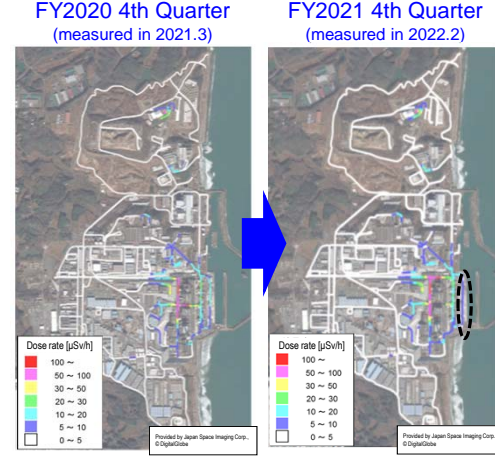 FY2020 4th Quarter
(measured in 2021.3)
FY2021 4th Quarter
(measured in 2022.2)
Dose rate [μSv/h]
100 ~
50 ~ 100
30 ~ 50
20 ~ 30
10 ~ 20
5 ~ 10
0 ~ 5
Provided by Japan Space Imaging Corp.,
© DigitalGlobe
Dose rate [μSv/h]
100 ~
50 ~ 100
30 ~ 50
20 ~ 30
10 ~ 20
5 ~ 10
0 ~ 5
Provided by Japan Space Imaging Corp.,
© DigitalGlobe